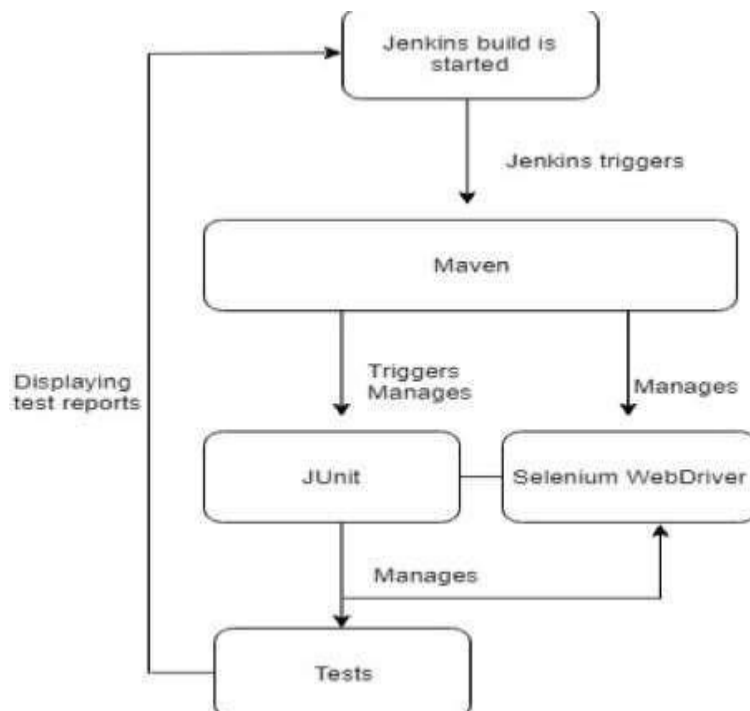 Jenkins build is
started
Jenkins triggers
Maven
Triggers
Manages
Manages
Displaying
test reports
JUnit
Selenium WebDriver
Manages
Tests